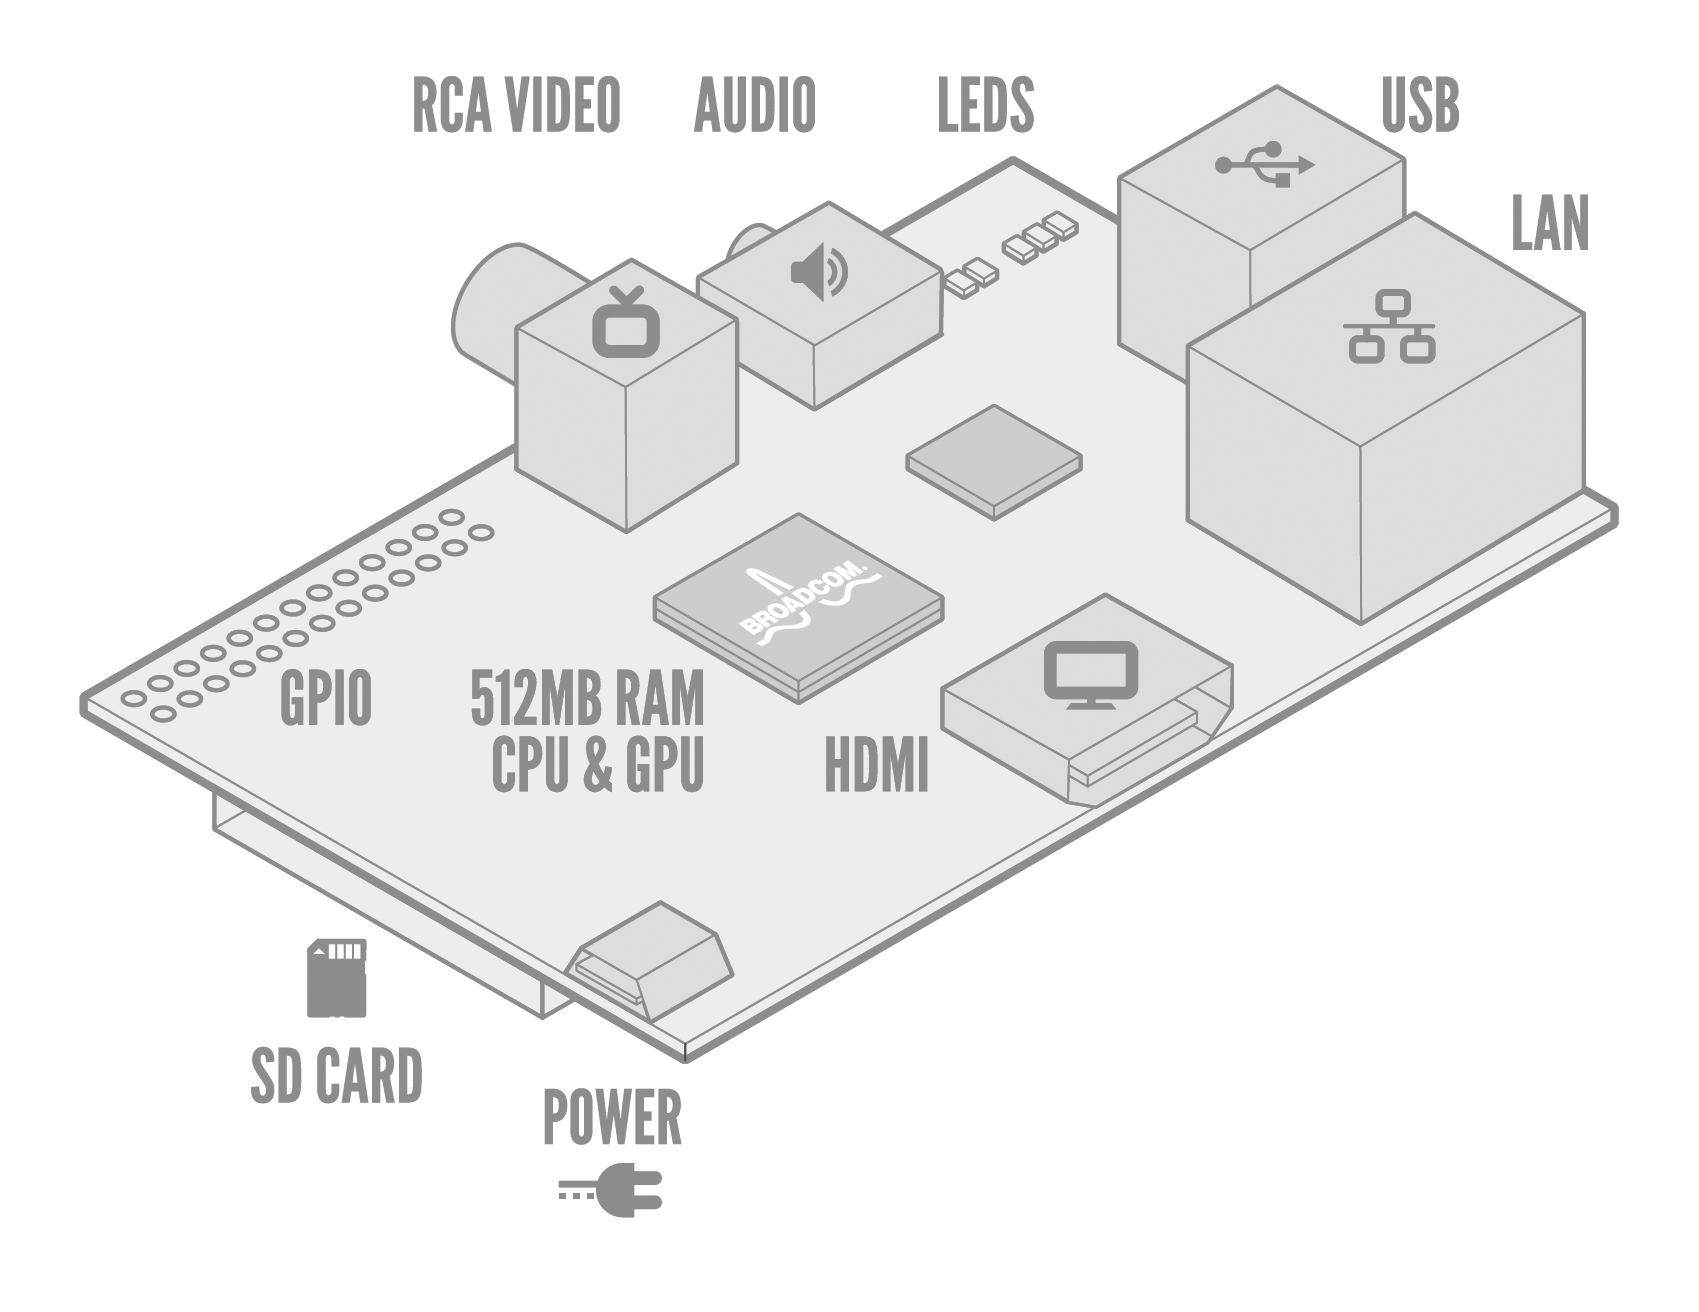 RCA VIDEO
AUDIO
LEDS
USB
LAN
BROADCOM.
GPIO
512MB RAM
CPU & GPU
HDMI
SD CARD
POWER